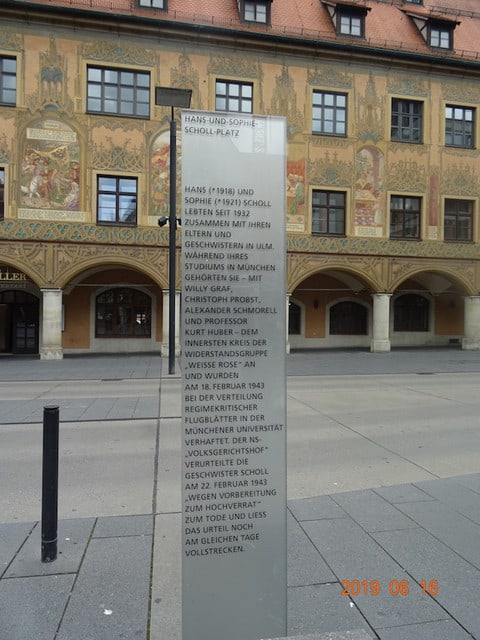 HANS-UND-SOPHIE-
SCHOLL-PLATZ
HANS (*1918) UND
SOPHIE (*1921) SCHOLL
LEBTEN SEIT 1932
ZUSAMMEN MIT IHREN
ELTERN UND
GESCHWISTERN IN ULM.
WÄHREND IHRES
STUDIUMS IN MÜNCHEN
GEHÖRTEN SIE – MIT
WILLY GRAF,
CHRISTOPH PROBST,
ALEXANDER SCHMORELL
UND PROFESSOR
KURT HUBER – DEM
INNERSTEN KREIS DER
WIDERSTANDSGRUPPE
„WEISSE ROSE" AN
UND WURDEN
AM 18. FEBRUAR 1943
BEI DER VERTEILUNG
REGIMEKRITISCHER
FLUGBLÄTTER IN DER
MÜNCHENER UNIVERSITÄT
VERHAFTET. DER NS-
„VOLKSGERICHTSHOF"
VERURTEILTE DIE
GESCHWISTER SCHOLL
AM 22. FEBRUAR 1943
„WEGEN VORBEREITUNG
ZUM HOCHVERRAT"
ZUM TODE UND LIESS
DAS URTEIL NOCH
AM GLEICHEN TAGE
VOLLSTRECKEN.
2019 06 16